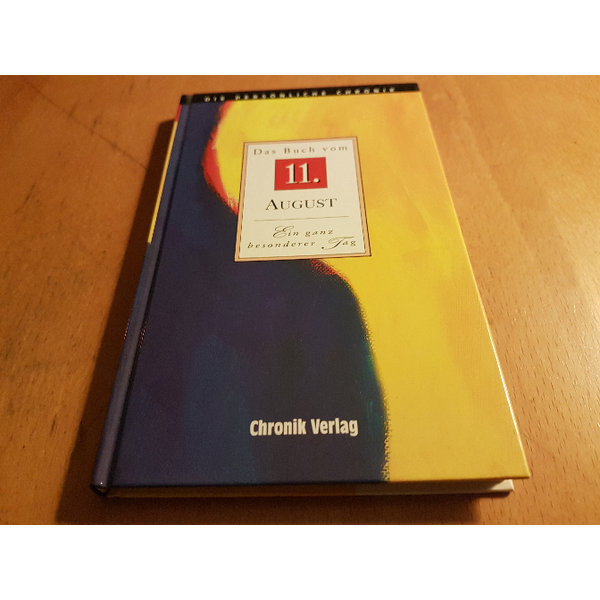 DIE PERSÖNLICHE CHRONIK
Das Buch vom
11.
AUGUST
Ein ganz
besonderer Tag
Chronik Verlag